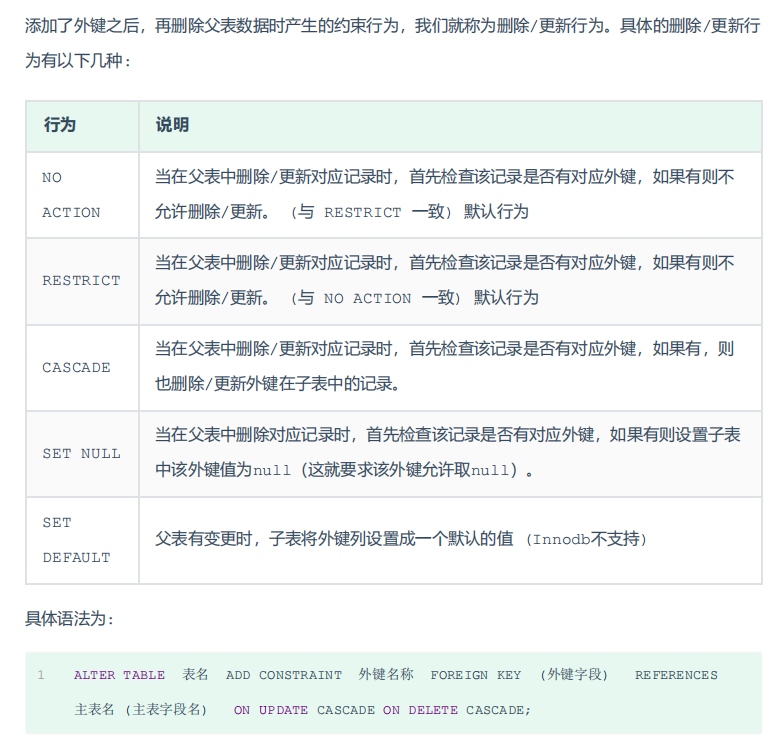 添加了外键之后，再删除父表数据时产生的约束行为，我们就称为删除/更新行为。具体的删除/更新行
为有以下几种：
行为 说明
NO
ACTION
当在父表中删除/更新对应记录时，首先检查该记录是否有对应外键，如果有则不
允许删除/更新。 （与 RESTRICT 一致）默认行为
RESTRICT
当在父表中删除/更新对应记录时，首先检查该记录是否有对应外键，如果有则不
允许删除/更新。 （与 NO ACTION 一致）默认行为
CASCADE
当在父表中删除/更新对应记录时，首先检查该记录是否有对应外键，如果有，则
也删除/更新外键在子表中的记录。
SET NULL
当在父表中删除对应记录时，首先检查该记录是否有对应外键，如果有则设置子表
中该外键值为null（这就要求该外键允许取null）。
SET
DEFAULT
父表有变更时，子表将外键列设置成一个默认的值 （Innodb不支持）
具体语法为：
1 ALTER TABLE 表名 ADD CONSTRAINT 外键名称 FOREIGN KEY (外键字段) REFERENCES
主表名 (主表字段名) ON UPDATE CASCADE ON DELETE CASCADE;